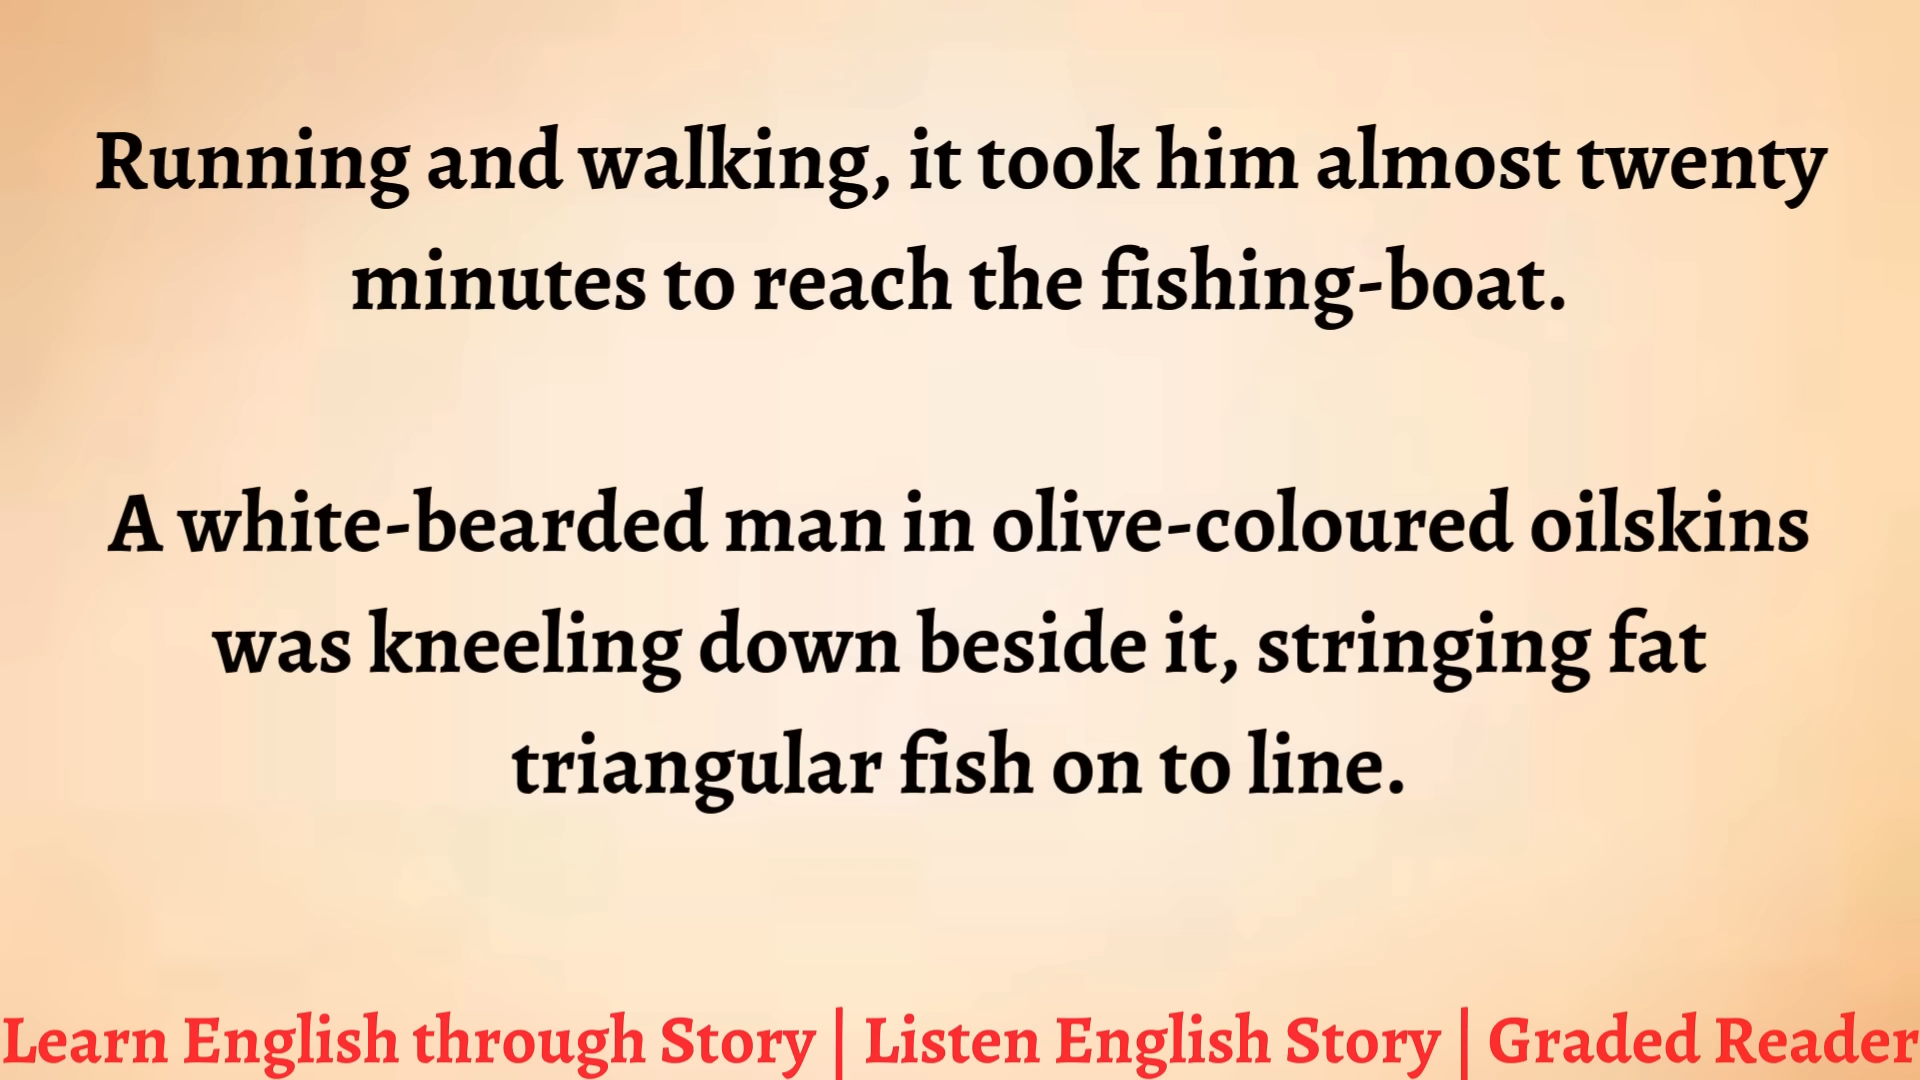 Running and walking, it took him almost twenty
minutes to reach the fishing-boat.
A white-bearded man in olive-coloured oilskins
was kneeling down beside it, stringing fat
triangular fish on to line.
Learn English through Story | Listen English Story | Graded Reader